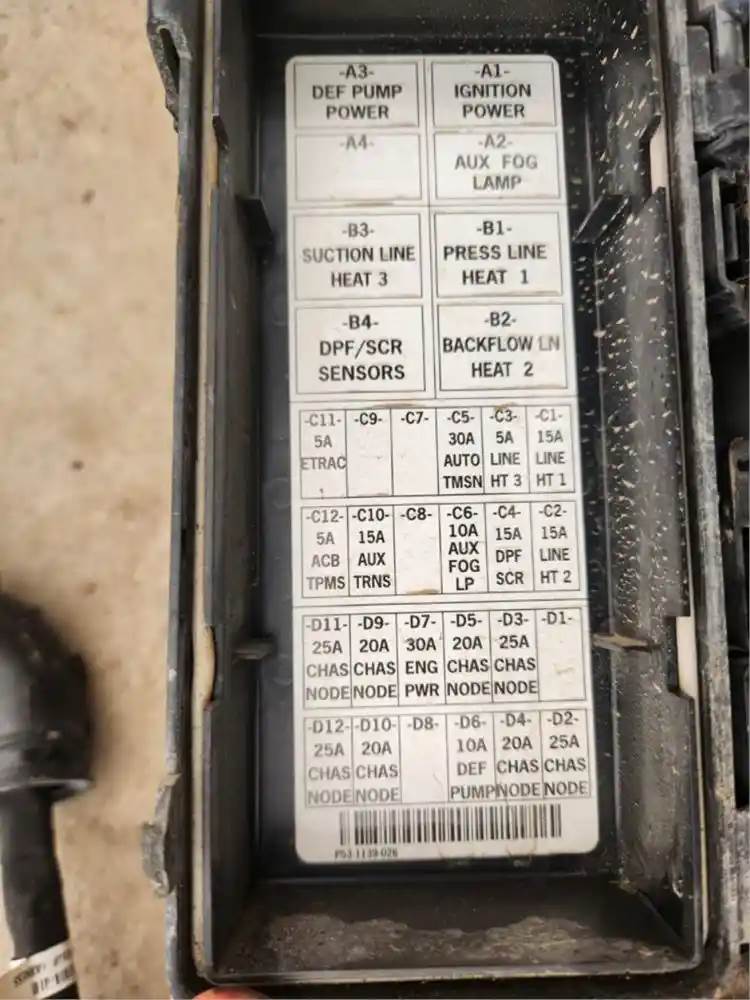 -A3-
DEF PUMP
POWER
-A1-
IGNITION
POWER
-A4-
-A2-
AUX FOG
LAMP
-B3-
SUCTION LINE
HEAT 3
-B1-
PRESS LINE
HEAT 1
-B4-
DPF/SCR
SENSORS
-B2-
BACKFLOW LN
HEAT 2
-C11-
5A
ETRAC
-C9-
-C7-
-C5-
30A
AUTO
TMSN
-C3-
5A
LINE
HT 3
-C1-
15A
LINE
HT 1
-C12-
5A
ACB
TPMS
-C10-
15A
AUX
TRNS
-C8-
-C6-
10A
AUX
FOG
LP
-C4-
15A
DPF
SCR
-C2-
15A
LINE
HT 2
-D11-
25A
CHAS
NODE
-D9-
20A
CHAS
NODE
-D7-
30A
ENG
PWR
-D5-
20A
CHAS
NODE
-D3-
25A
CHAS
NODE
-D1-
-D12-
25A
CHAS
NODE
-D10-
20A
CHAS
NODE
-D8-
-D6-
10A
DEF
PUMP
-D4-
20A
CHAS
NODE
-D2-
25A
CHAS
NODE
P53-1139-026